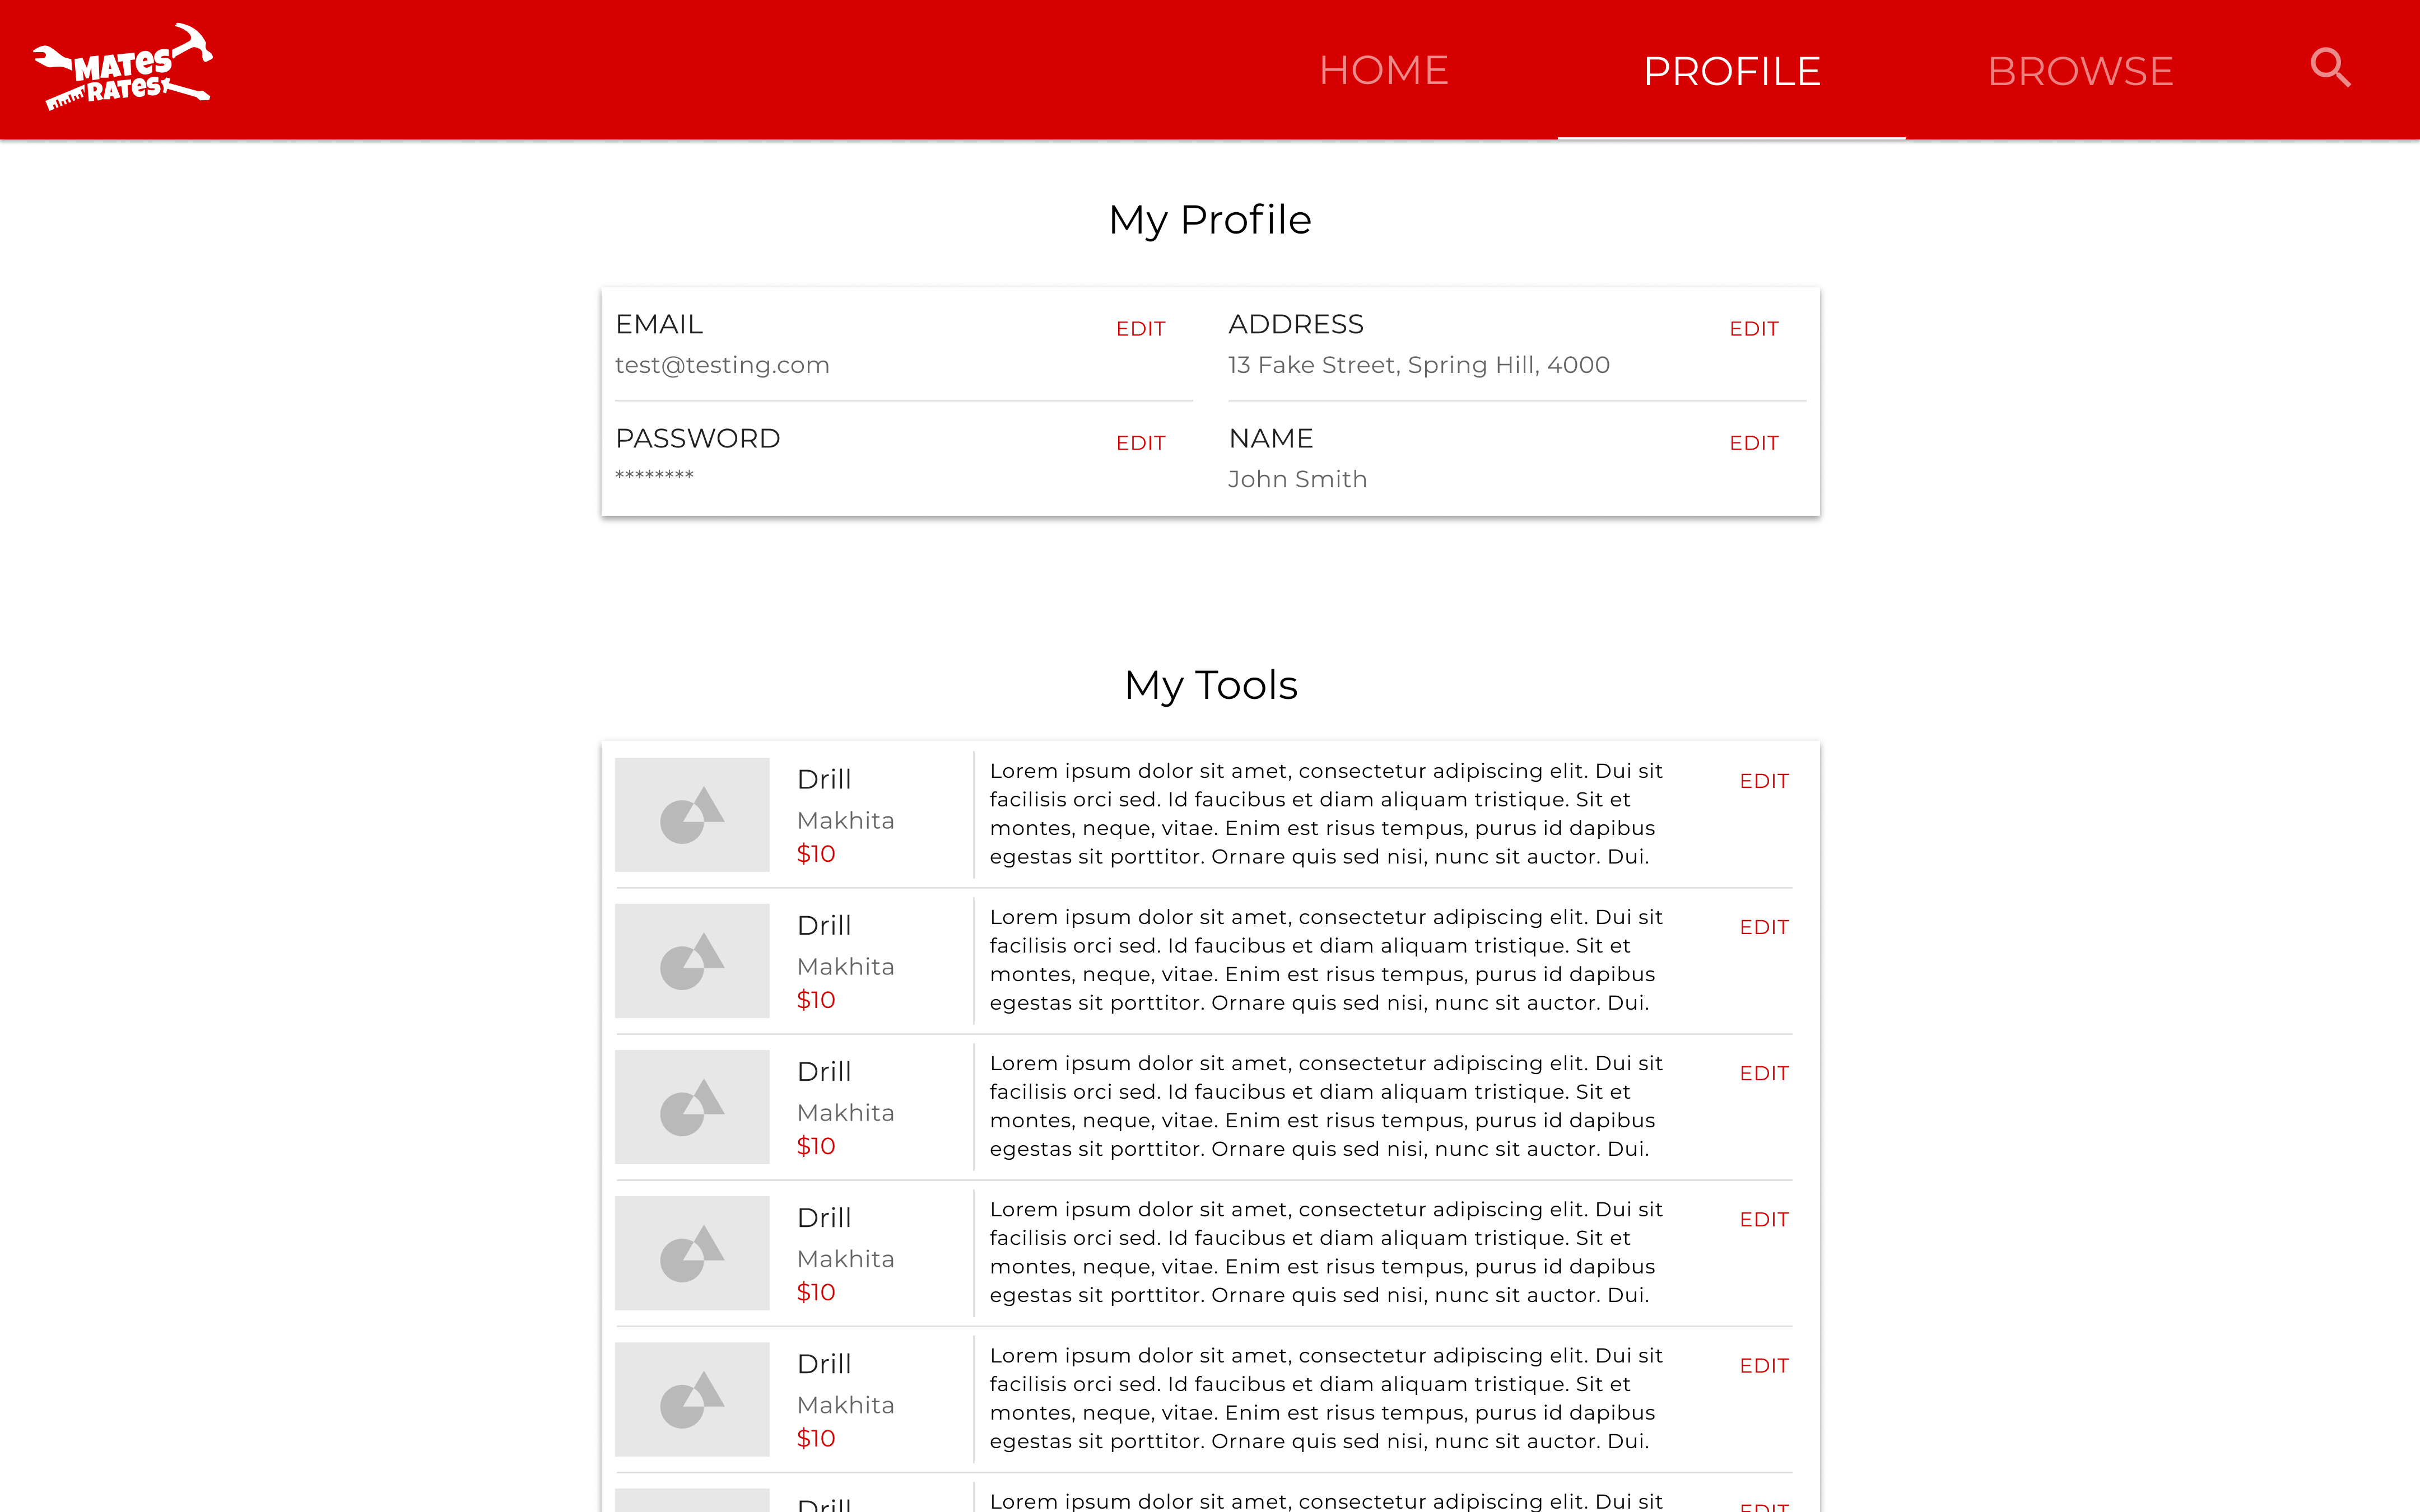 MATES
RATES
HOME
PROFILE
BROWSE
My Profile
EMAIL
EDIT
test@testing.com
ADDRESS
EDIT
13 Fake Street, Spring Hill, 4000
PASSWORD
EDIT
********
NAME
EDIT
John Smith
My Tools
Drill
Makhita
$10
Lorem ipsum dolor sit amet, consectetur adipiscing elit. Dui sit
facilisis orci sed. Id faucibus et diam aliquam tristique. Sit et
montes, neque, vitae. Enim est risus tempus, purus id dapibus
egestas sit porttitor. Ornare quis sed nisi, nunc sit auctor. Dui.
EDIT
Drill
Makhita
$10
Lorem ipsum dolor sit amet, consectetur adipiscing elit. Dui sit
facilisis orci sed. Id faucibus et diam aliquam tristique. Sit et
montes, neque, vitae. Enim est risus tempus, purus id dapibus
egestas sit porttitor. Ornare quis sed nisi, nunc sit auctor. Dui.
EDIT
Drill
Makhita
$10
Lorem ipsum dolor sit amet, consectetur adipiscing elit. Dui sit
facilisis orci sed. Id faucibus et diam aliquam tristique. Sit et
montes, neque, vitae. Enim est risus tempus, purus id dapibus
egestas sit porttitor. Ornare quis sed nisi, nunc sit auctor. Dui.
EDIT
Drill
Makhita
$10
Lorem ipsum dolor sit amet, consectetur adipiscing elit. Dui sit
facilisis orci sed. Id faucibus et diam aliquam tristique. Sit et
montes, neque, vitae. Enim est risus tempus, purus id dapibus
egestas sit porttitor. Ornare quis sed nisi, nunc sit auctor. Dui.
EDIT
Drill
Makhita
$10
Lorem ipsum dolor sit amet, consectetur adipiscing elit. Dui sit
facilisis orci sed. Id faucibus et diam aliquam tristique. Sit et
montes, neque, vitae. Enim est risus tempus, purus id dapibus
egestas sit porttitor. Ornare quis sed nisi, nunc sit auctor. Dui.
EDIT
Drill
Lorem ipsum dolor sit amet, consectetur adipiscing elit. Dui sit
EDIT